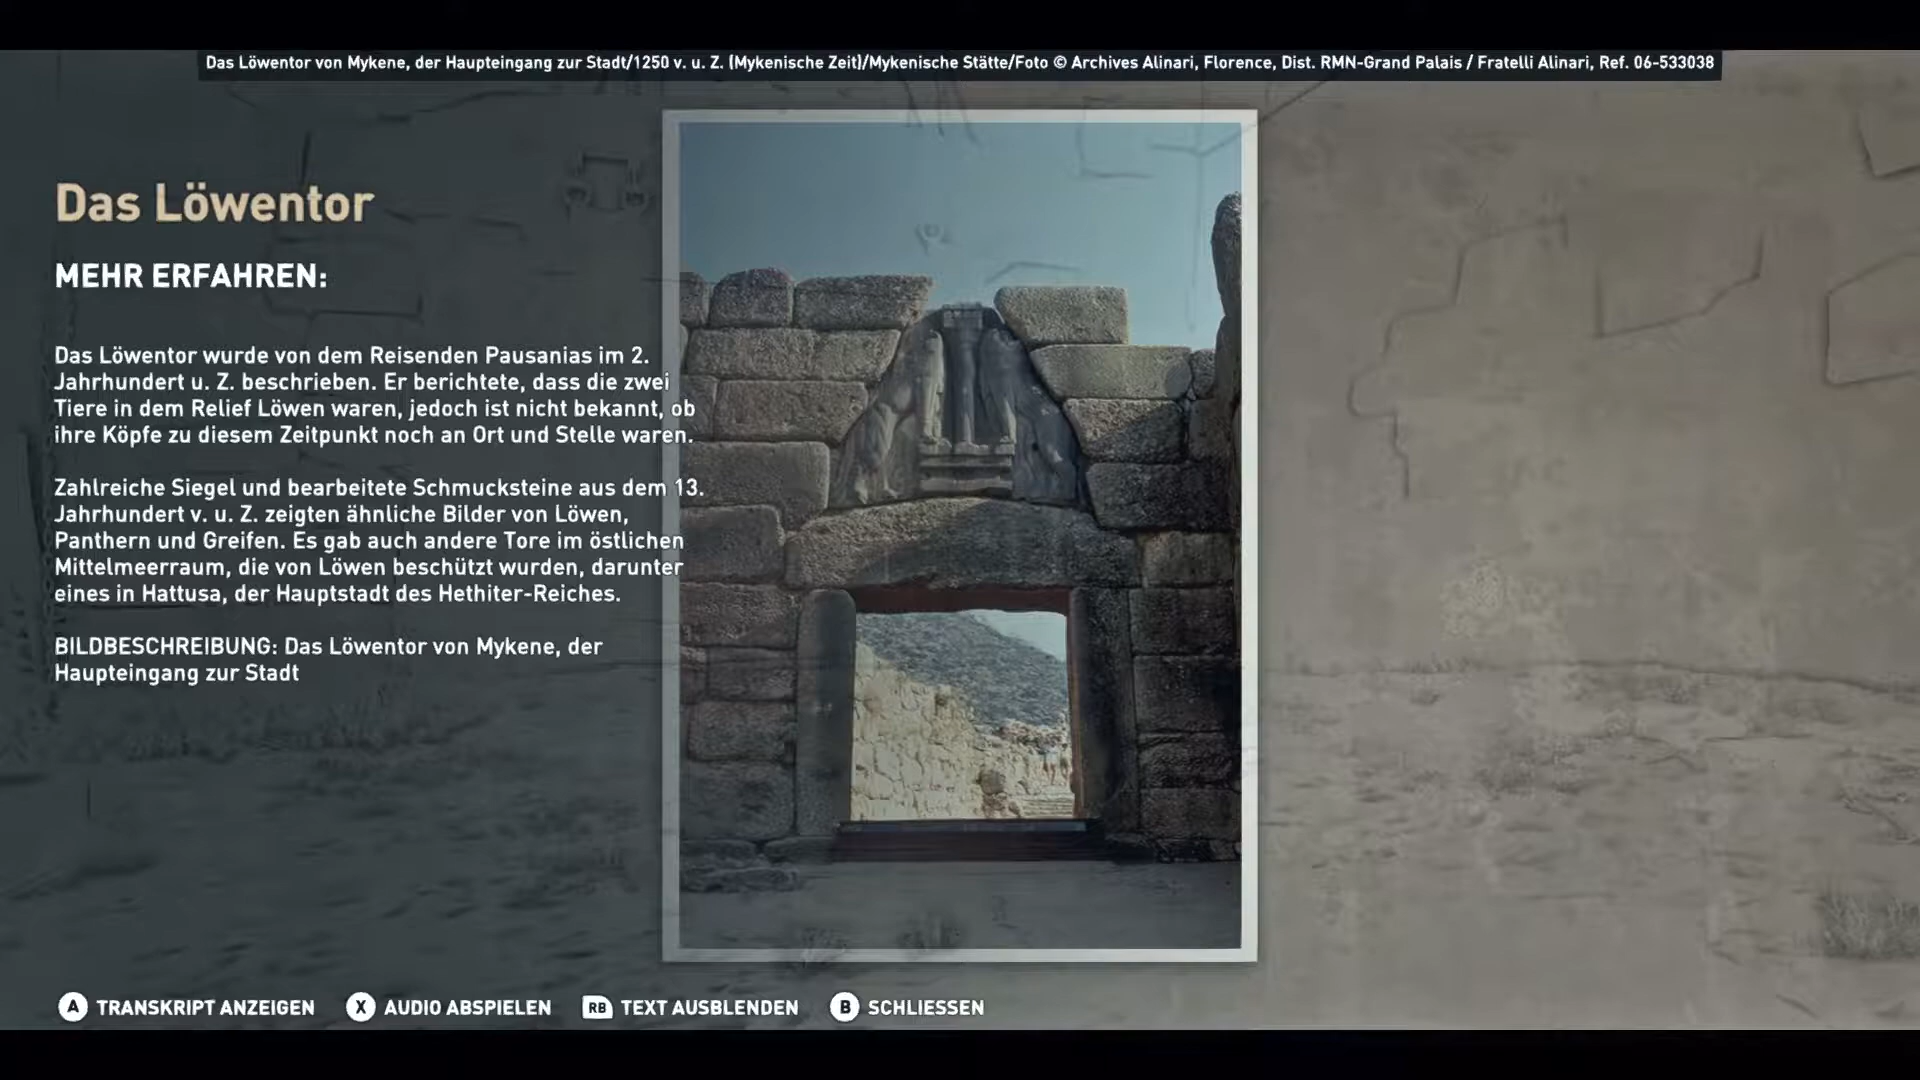 Das Löwentor von Mykene, der Haupteingang zur Stadt/1250 v. u. Z. (Mykenische Zeit)/Mykenische Stätte/Foto © Archives Alinari, Florence, Dist. RMN-Grand Palais / Fratelli Alinari, Ref. 06-533038
Das Löwentor
MEHR ERFAHREN:
Das Löwentor wurde von dem Reisenden Pausanias im 2.
Jahrhundert u. Z. beschrieben. Er berichtete, dass die zwei
Tiere in dem Relief Löwen waren, jedoch ist nicht bekannt, ob
ihre Köpfe zu diesem Zeitpunkt noch an Ort und Stelle waren.
Zahlreiche Siegel und bearbeitete Schmucksteine aus dem 13.
Jahrhundert v. u. Z. zeigten ähnliche Bilder von Löwen,
Panthern und Greifen. Es gab auch andere Tore im östlichen
Mittelmeerraum, die von Löwen beschützt wurden, darunter
eines in Hattusa, der Hauptstadt des Hethiter-Reiches.
BILDBESCHREIBUNG: Das Löwentor von Mykene, der
Haupteingang zur Stadt
A TRANSKRIPT ANZEIGEN X AUDIO ABSPIELEN RB TEXT AUSBLENDEN B SCHLIESSEN